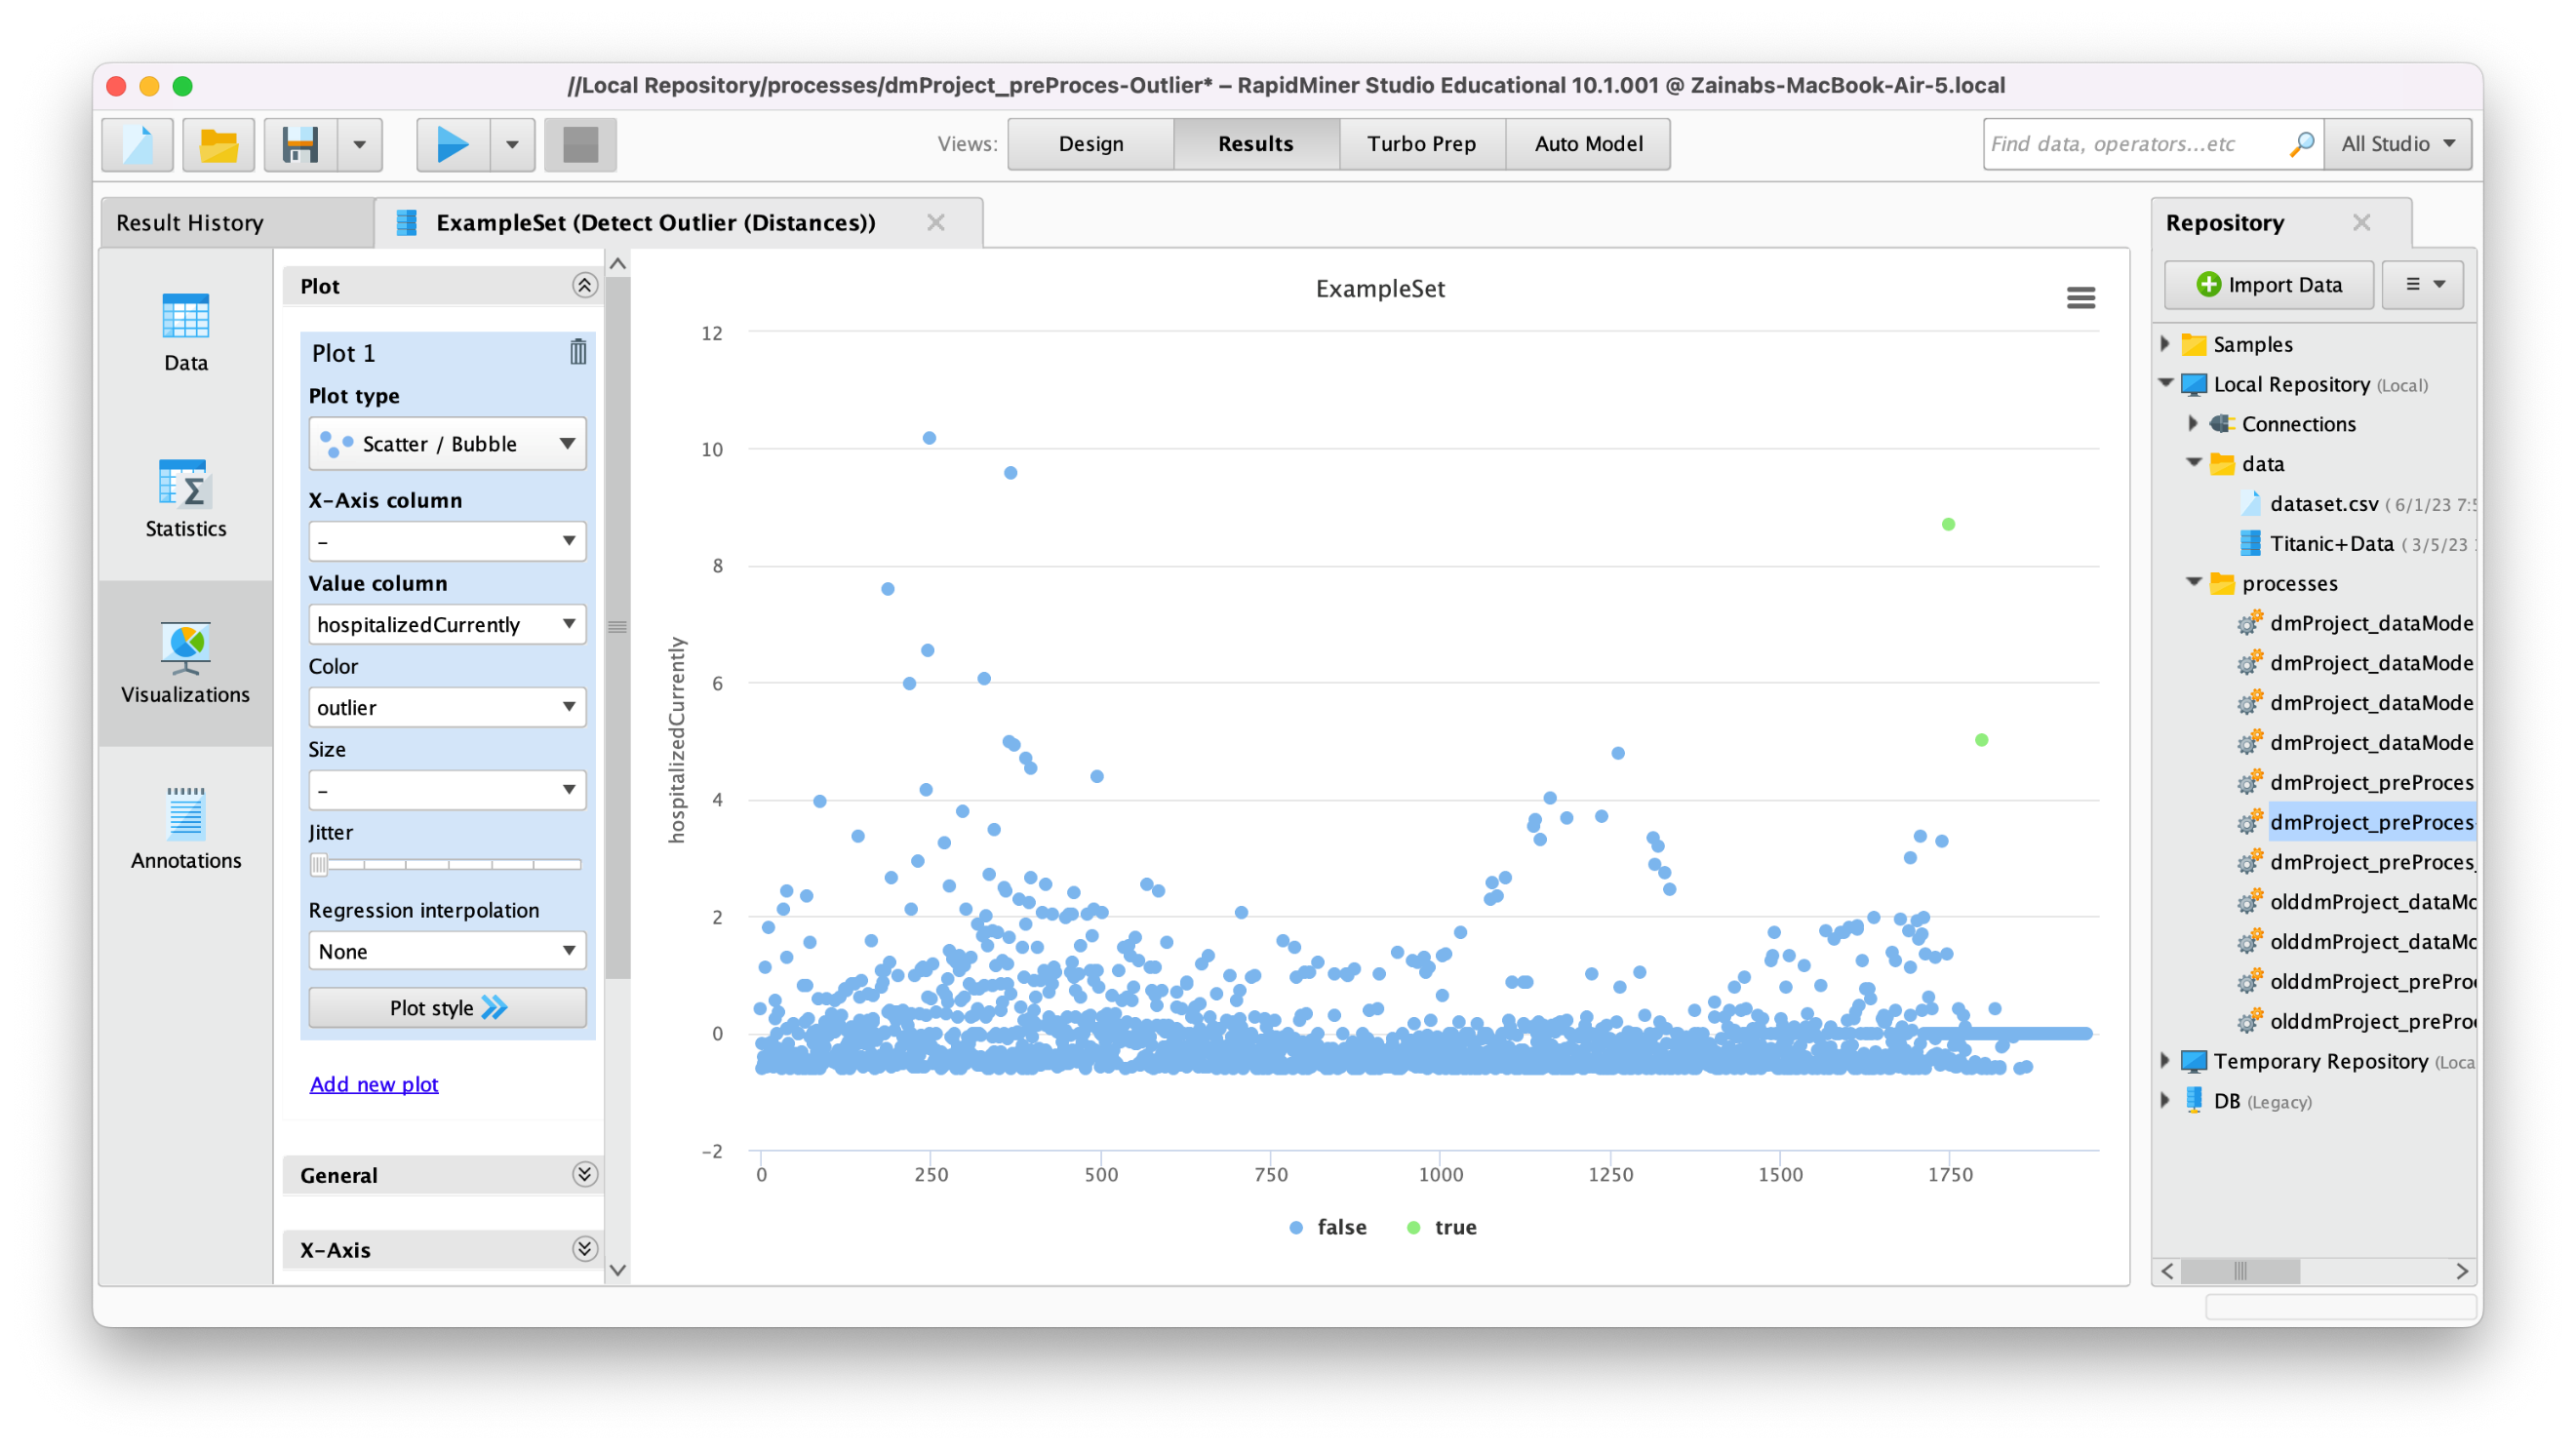 //Local Repository/processes/dmProject_preProces-Outlier* – RapidMiner Studio Educational 10.1.001 @ Zainabs-MacBook-Air-5.local
Views:
Design
Results
Turbo Prep
Auto Model
Find data, operators...etc
All Studio
Result History
ExampleSet (Detect Outlier (Distances))
Data
Statistics
Visualizations
Annotations
Plot
Plot 1
Plot type
Scatter / Bubble
X-Axis column
–
Value column
hospitalizedCurrently
Color
outlier
Size
–
Jitter
Regression interpolation
None
Plot style
Add new plot
General
X-Axis
ExampleSet
hospitalizedCurrently
12
10
8
6
4
2
0
-2
0
250
500
750
1000
1250
1500
1750
false
true
Repository
Import Data
Samples
Local Repository (Local)
Connections
data
dataset.csv ( 6/1/23 7:5
Titanic+Data ( 3/5/23
processes
dmProject_dataMode
dmProject_dataMode
dmProject_dataMode
dmProject_dataMode
dmProject_preProces
dmProject_preProces
dmProject_preProces_
olddmProject_dataMo
olddmProject_dataMo
olddmProject_prePro
olddmProject_prePro
Temporary Repository (Loca
DB (Legacy)